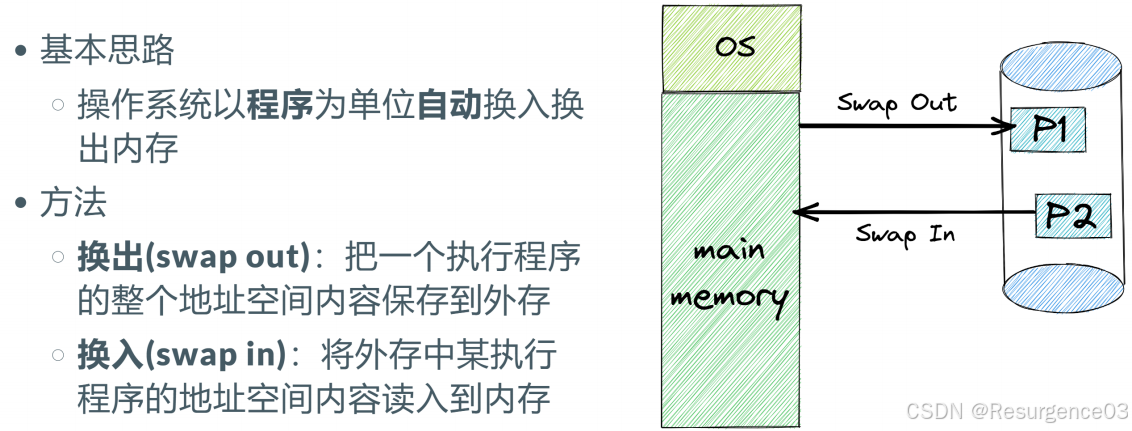 • 基本思路
○ 操作系统以程序为单位自动换入换
出内存
• 方法
○ 换出(swap out)：把一个执行程序
的整个地址空间内容保存到外存
○ 换入(swap in)：将外存中某执行
程序的地址空间内容读入到内存
OS
main
memory
Swap Out
P1
P2
Swap In
CSDN @Resurgence03